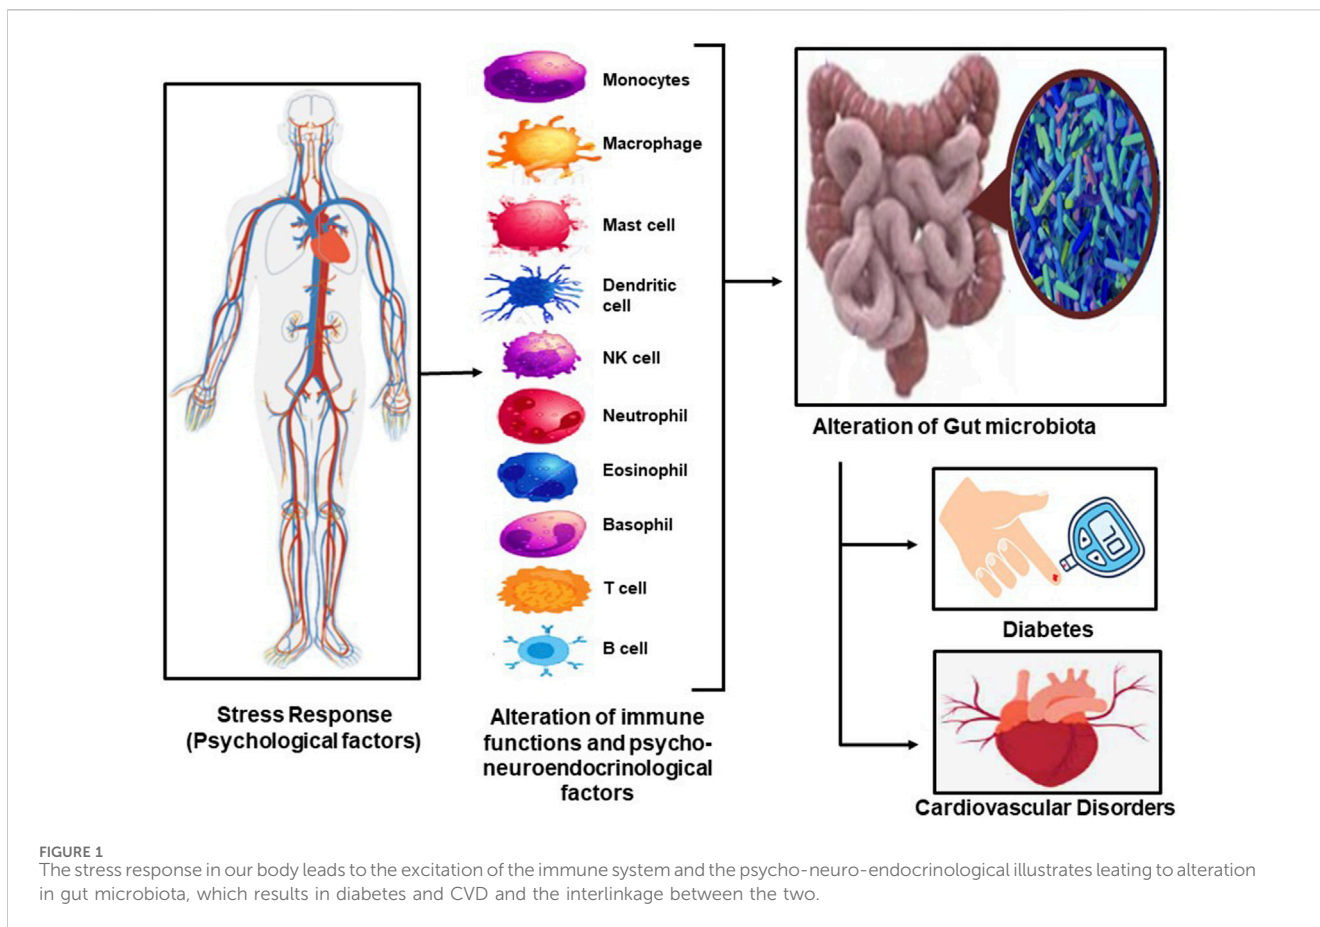 Monocytes
Macrophage
Mast cell
Dendritic
cell
NK cell
Neutrophil
Eosinophil
Basophil
T cell
B cell
Stress Response
(Psychological factors)
Alteration of immune
functions and psycho-
neuroendocrinological
factors
Alteration of Gut microbiota
Diabetes
Cardiovascular Disorders
FIGURE 1
The stress response in our body leads to the excitation of the immune system and the psycho-neuro-endocrinological illustrates leating to alteration
in gut microbiota, which results in diabetes and CVD and the interlinkage between the two.